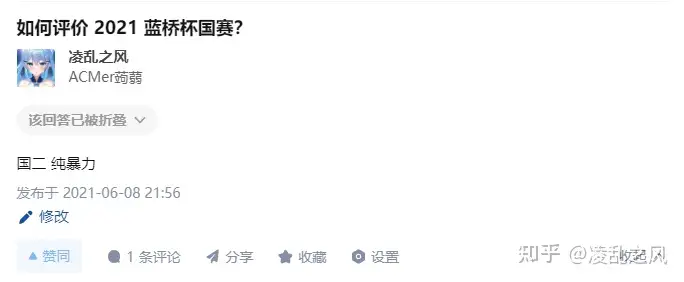 如何评价 2021 蓝桥杯国赛?
凌乱之风
ACMer蒟蒻
该回答已被折叠
国二 纯暴力
发布于 2021-06-08 21:56
修改
赞同 1 条评论 分享 收藏 设置
知乎 @凌乱之风